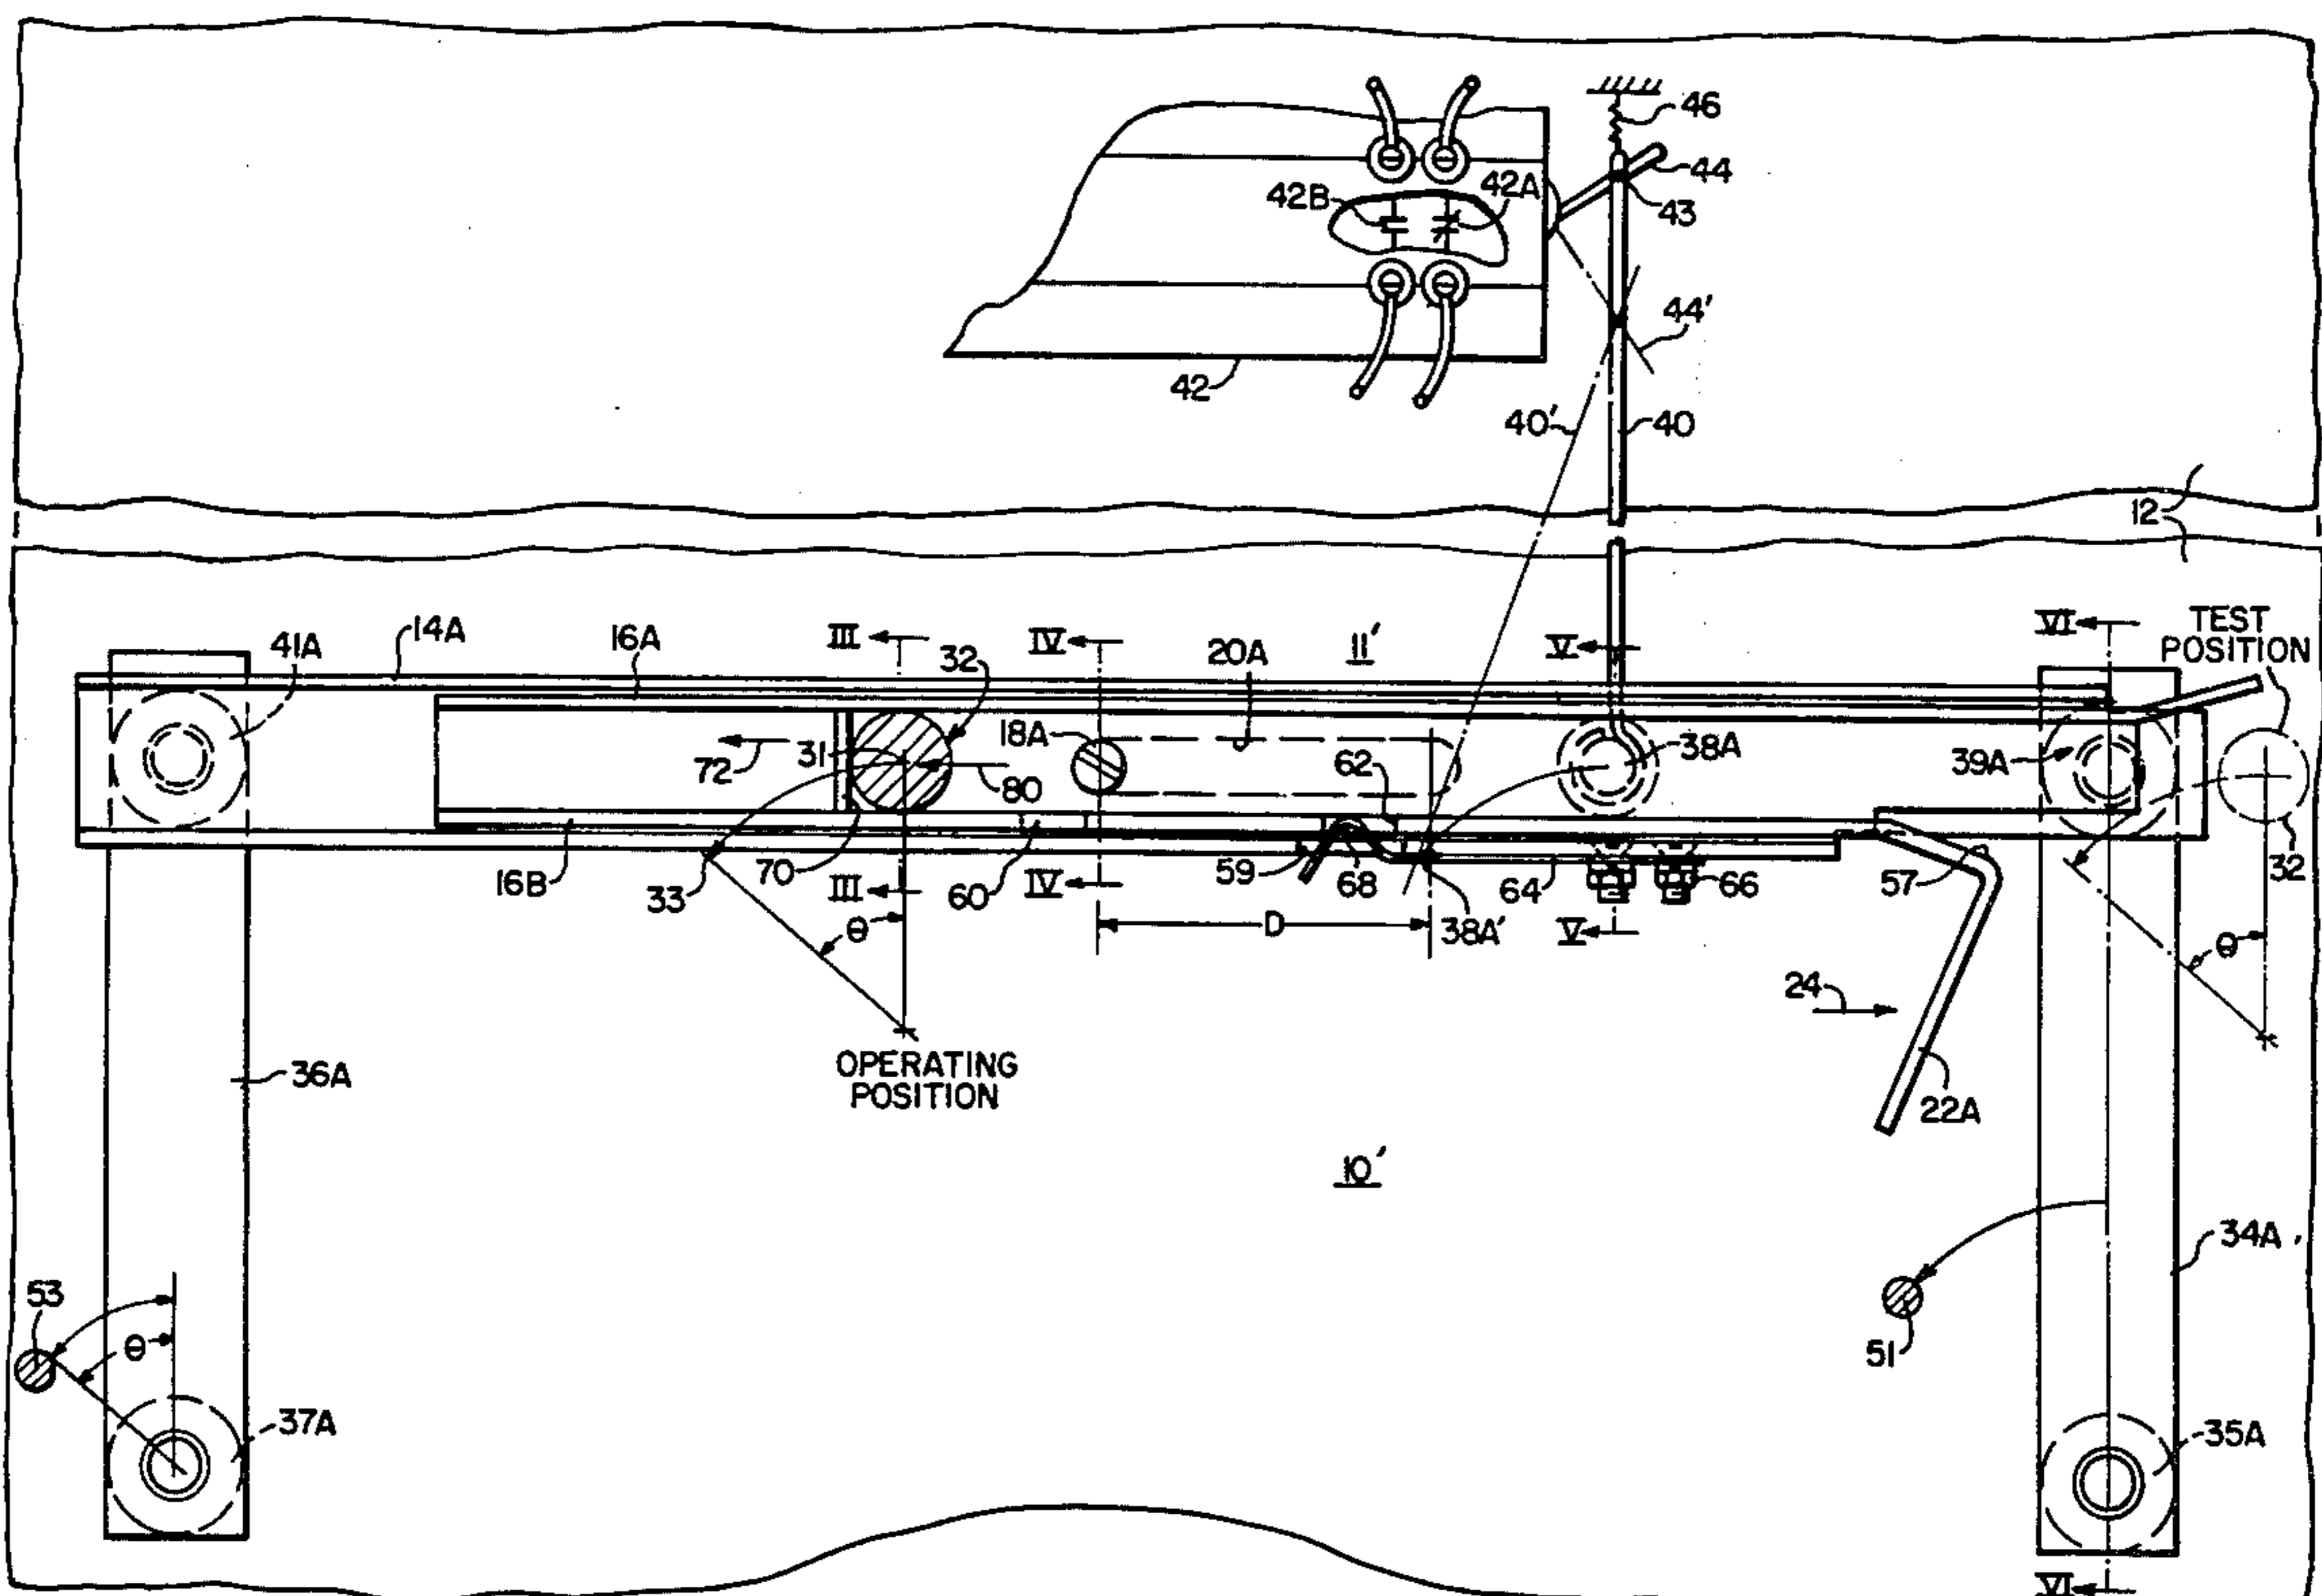 46
44
42B
42A
43
44'
42
40'
40
12
TEST
POSITION
14A
41A
16A
III
32
IV
20A
11'
V
VI
18A
31
72
80
62
38A
39A
16B
33
70
III
60
IV
59
68
64
66
57
32
θ
D
38A'
V
θ
24
OPERATING
POSITION
36A
22A
10'
34A
53
θ
51
37A
35A
VI